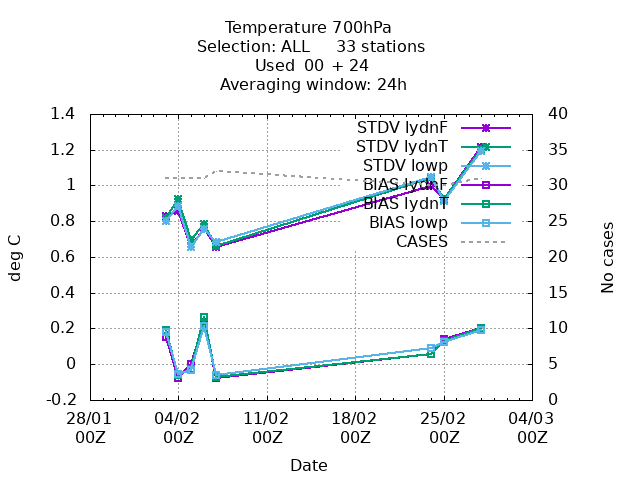 Temperature 700hPa
Selection: ALL 33 stations
Used 00 + 24
Averaging window: 24h
1.4
1.2
1
0.8
0.6
0.4
0.2
0
-0.2
deg C
40
35
30
25
20
15
10
5
0
No cases
STDV lydnF
STDV lydnT
STDV lowp
BIAS lydnF
BIAS lydnT
BIAS lowp
CASES
28/01 04/02 11/02 18/02 25/02 04/03
00Z 00Z 00Z 00Z 00Z 00Z
Date